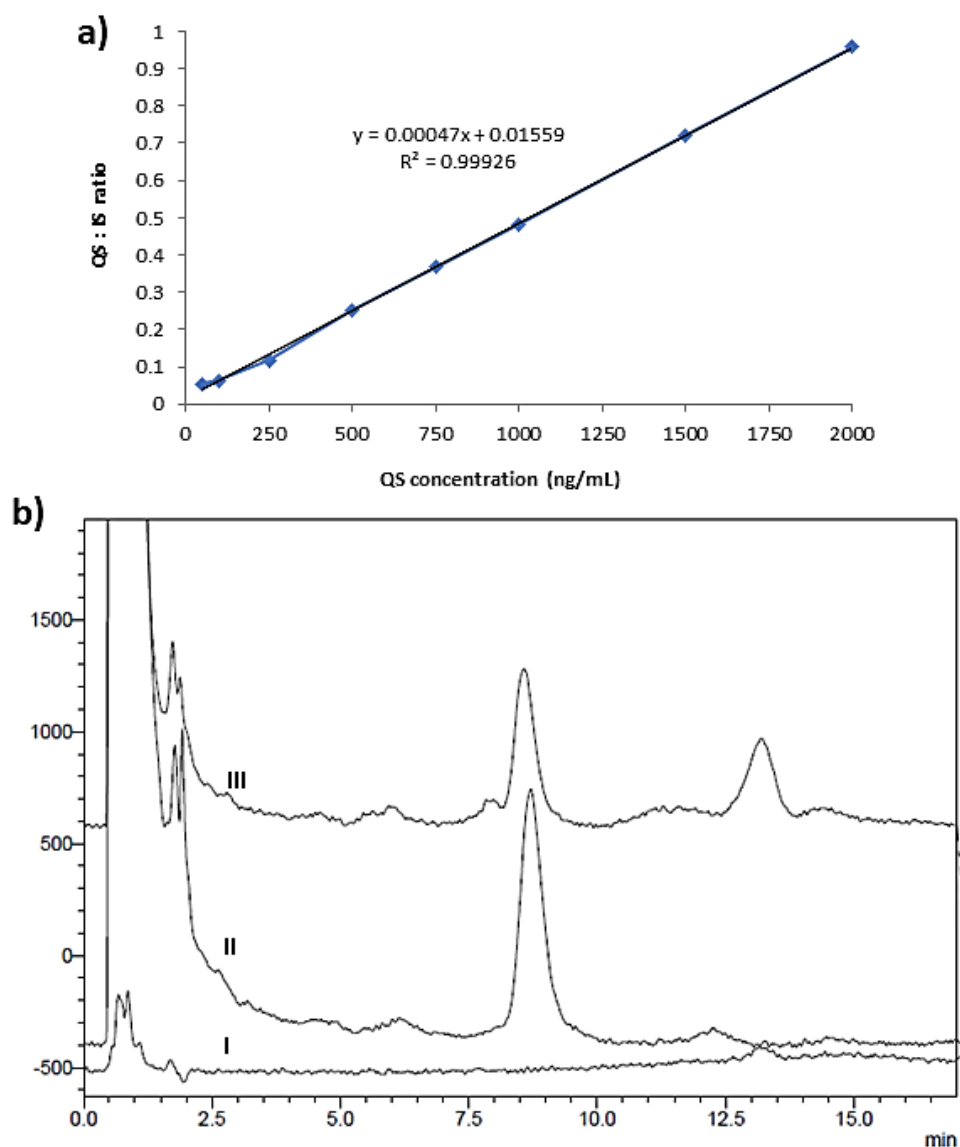 a)
1
0.9
0.8
0.7
0.6
0.5
0.4
0.3
0.2
0.1
0
QS : IS ratio
y = 0.00047x + 0.01559
R² = 0.99926
0 250 500 750 1000 1250 1500 1750 2000
QS concentration (ng/mL)
b)
1500
1000
500
0
-500
III
II
I
0.0 2.5 5.0 7.5 10.0 12.5 15.0
min